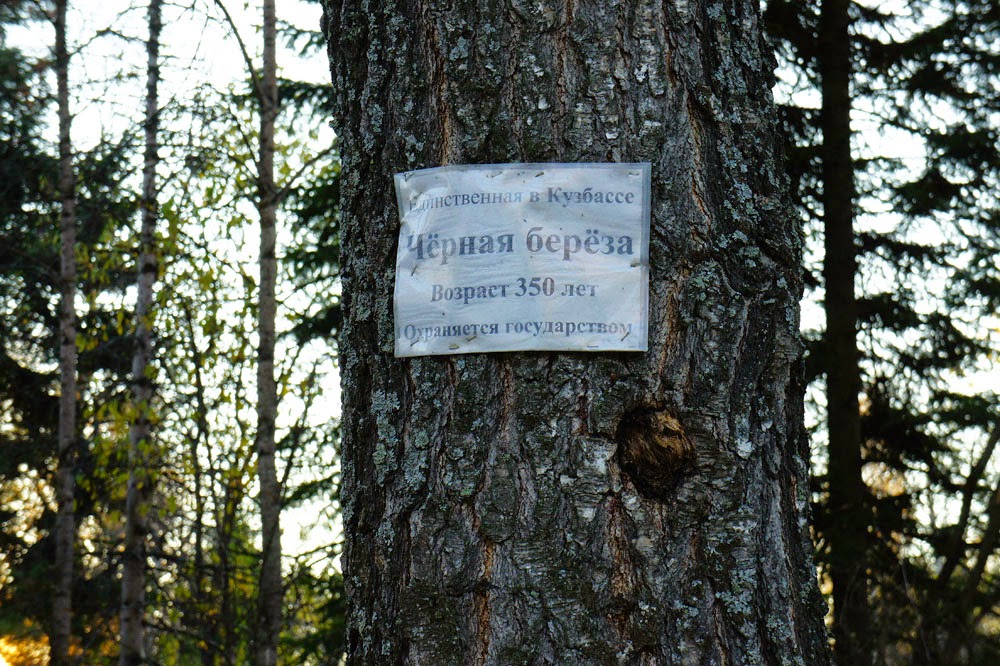 Единственная в Кузбассе
Чёрная берёза
Возраст 350 лет
Охраняется государством